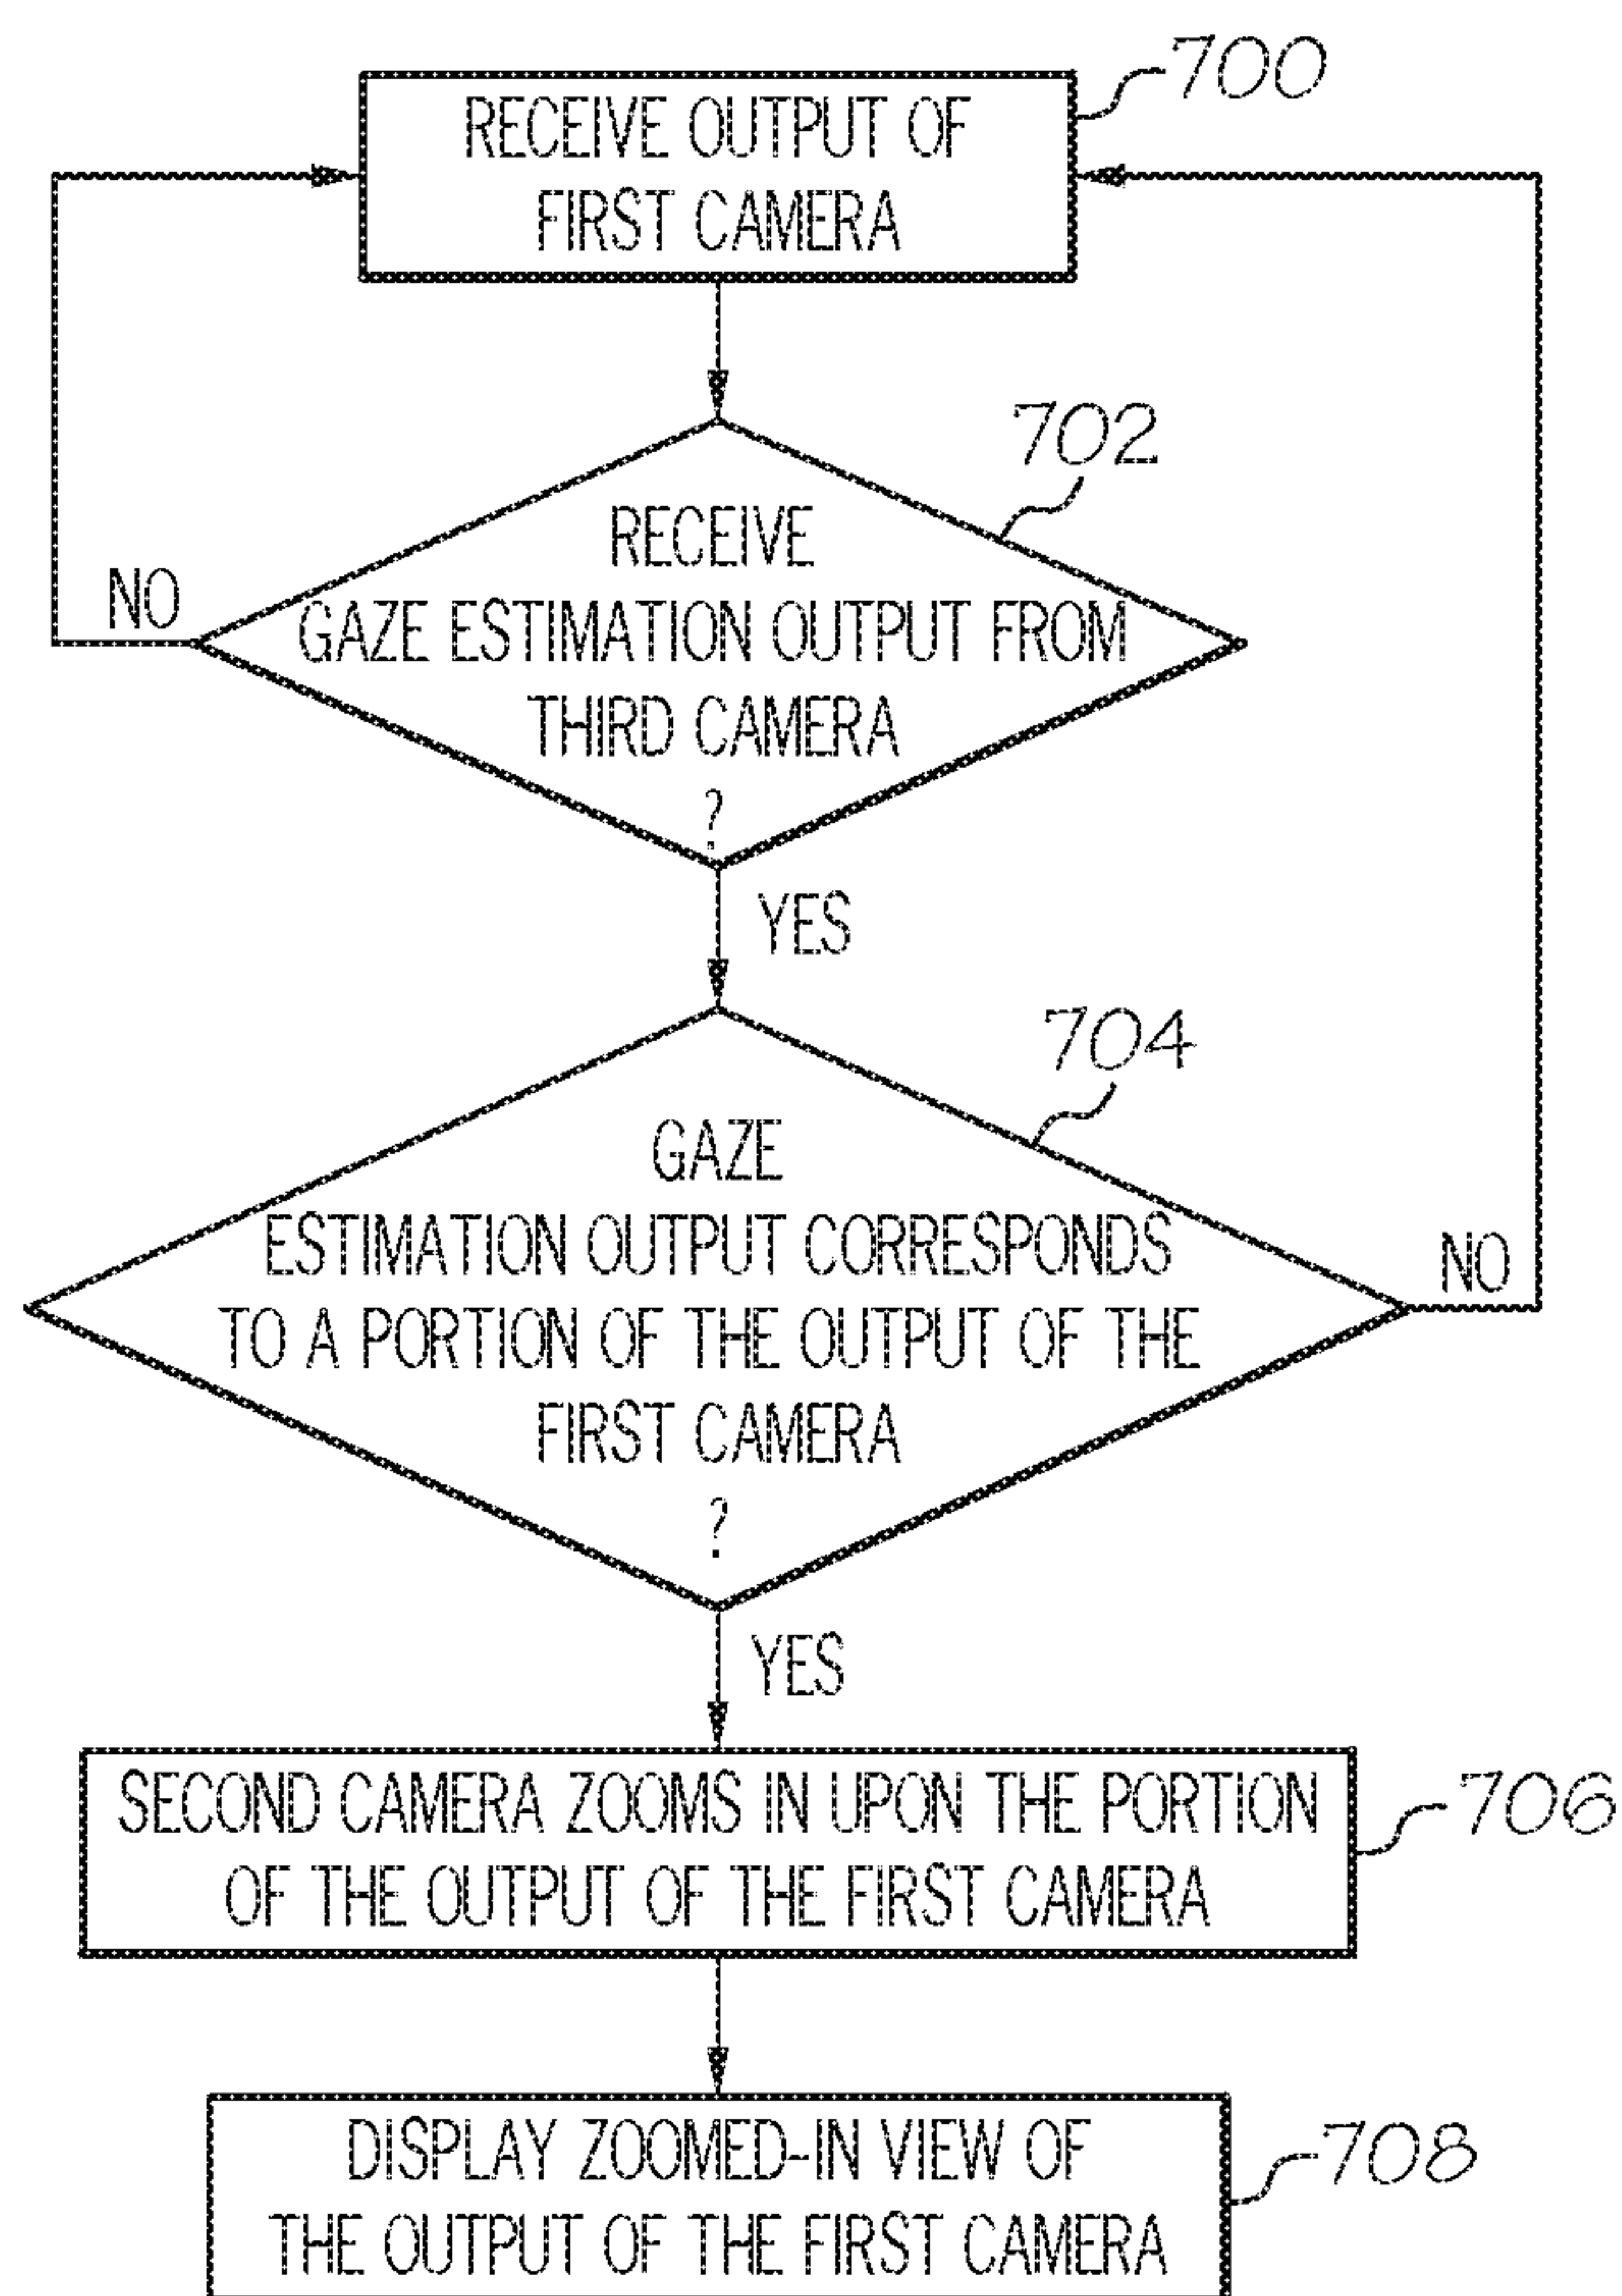 700
RECEIVE OUTPUT OF
FIRST CAMERA
702
RECEIVE
GAZE ESTIMATION OUTPUT FROM
THIRD CAMERA
?
NO
YES
704
GAZE
ESTIMATION OUTPUT CORRESPONDS
TO A PORTION OF THE OUTPUT OF THE
FIRST CAMERA
?
NO
YES
SECOND CAMERA ZOOMS IN UPON THE PORTION
OF THE OUTPUT OF THE FIRST CAMERA
706
DISPLAY ZOOMED-IN VIEW OF
THE OUTPUT OF THE FIRST CAMERA
708